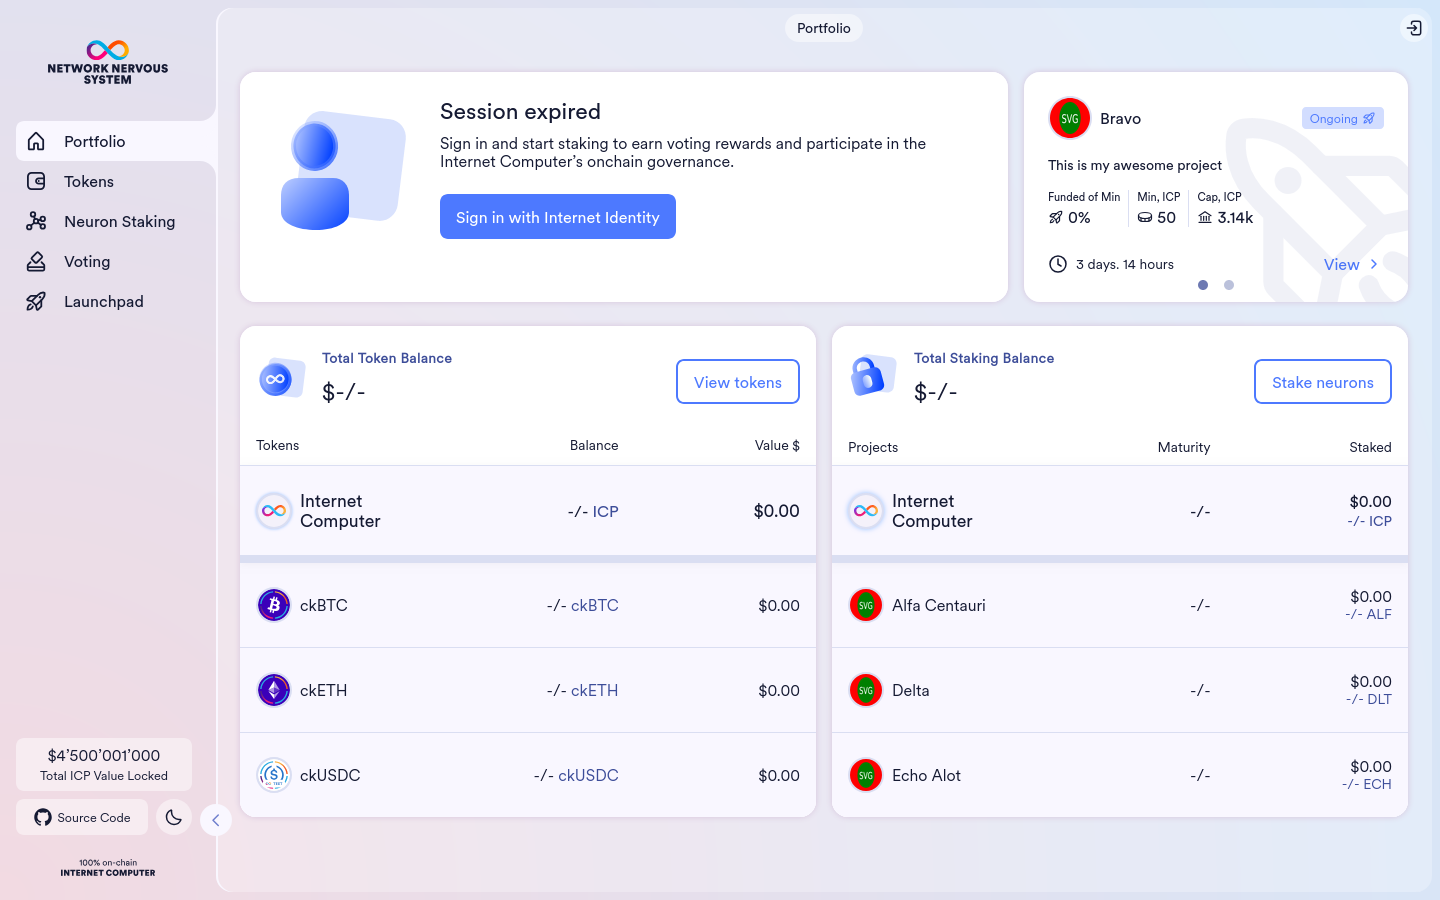 NETWORK NERVOUS
SYSTEM
Portfolio
Tokens
Neuron Staking
Voting
Launchpad
$4’500’001’000
Total ICP Value Locked
Source Code
100% on-chain
INTERNET COMPUTER
Portfolio
Session expired
Sign in and start staking to earn voting rewards and participate in the
Internet Computer’s onchain governance.
Sign in with Internet Identity
SVG
Bravo
Ongoing
This is my awesome project
Funded of Min Min, ICP Cap, ICP
0% 50 3.14k
3 days. 14 hours
View
Total Token Balance
$-/-
View tokens
Tokens Balance Value $
Internet
Computer
-/- ICP $0.00
ckBTC -/- ckBTC $0.00
ckETH -/- ckETH $0.00
ckUSDC -/- ckUSDC $0.00
Total Staking Balance
$-/-
Stake neurons
Projects Maturity Staked
Internet
Computer
-/- $0.00
-/- ICP
SVG Alfa Centauri -/- $0.00
-/- ALF
SVG Delta -/- $0.00
-/- DLT
SVG Echo Alot -/- $0.00
-/- ECH